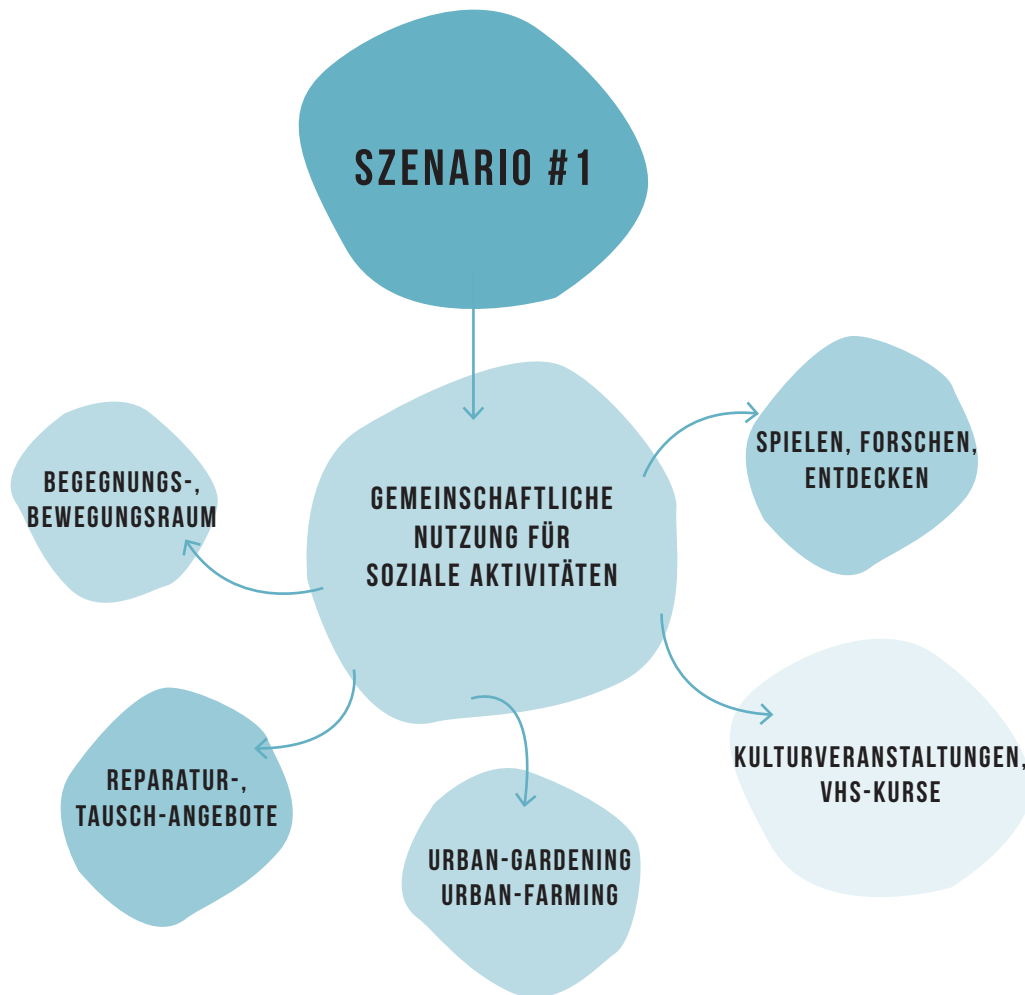 SZENARIO #1
GEMEINSCHAFTLICHE
NUTZUNG FÜR
SOZIALE AKTIVITÄTEN
SPIELEN, FORSCHEN,
ENTDECKEN
BEGEGNUNGS-,
BEWEGUNGSRAUM
KULTURVERANSTALTUNGEN,
VHS-KURSE
REPARATUR-,
TAUSCH-ANGEBOTE
URBAN-GARDENING
URBAN-FARMING